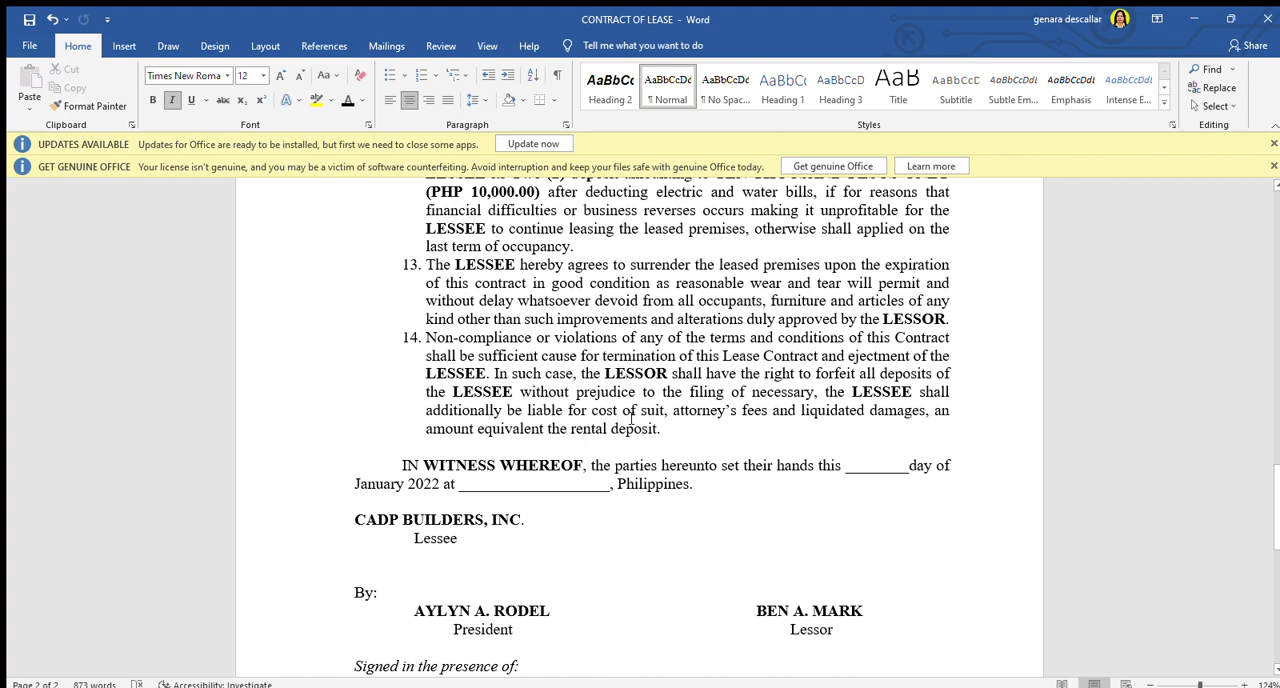 CONTRACT OF LEASE - Word
genara descallar
File Home Insert Draw Design Layout References Mailings Review View Help Tell me what you want to do Share
Paste
Cut
Copy
Format Painter
Clipboard
Times New Roma 12
Font
Paragraph
AaBbCc Heading 2
AaBbCcDc ¶ Normal
AaBbCcDc ¶ No Spac...
AaBbCc Heading 1
AaBbCcD Heading 3
AaB Title
AaBbCcD Subtitle
AaBbCcDdl Subtle Em...
AaBbCcDdl Emphasis
AaBbCcDdl Intense E...
Styles
Find
Replace
Select
Editing
UPDATES AVAILABLE Updates for Office are ready to be installed, but first we need to close some apps. Update now
GET GENUINE OFFICE Your license isn't genuine, and you may be a victim of software counterfeiting. Avoid interruption and keep your files safe with genuine Office today. Get genuine Office Learn more
(PHP 10,000.00) after deducting electric and water bills, if for reasons that
financial difficulties or business reverses occurs making it unprofitable for the
LESSEE to continue leasing the leased premises, otherwise shall applied on the
last term of occupancy.
13. The LESSEE hereby agrees to surrender the leased premises upon the expiration
of this contract in good condition as reasonable wear and tear will permit and
without delay whatsoever devoid from all occupants, furniture and articles of any
kind other than such improvements and alterations duly approved by the LESSOR.
14. Non-compliance or violations of any of the terms and conditions of this Contract
shall be sufficient cause for termination of this Lease Contract and ejectment of the
LESSEE. In such case, the LESSOR shall have the right to forfeit all deposits of
the LESSEE without prejudice to the filing of necessary, the LESSEE shall
additionally be liable for cost of suit, attorney's fees and liquidated damages, an
amount equivalent the rental deposit.
IN WITNESS WHEREOF, the parties hereunto set their hands this ________day of
January 2022 at ____________________, Philippines.
CADP BUILDERS, INC.
Lessee
By:
AYLYN A. RODEL BEN A. MARK
President Lessor
Signed in the presence of:
Page 2 of 2 873 words Accessibility: Investigate 124%